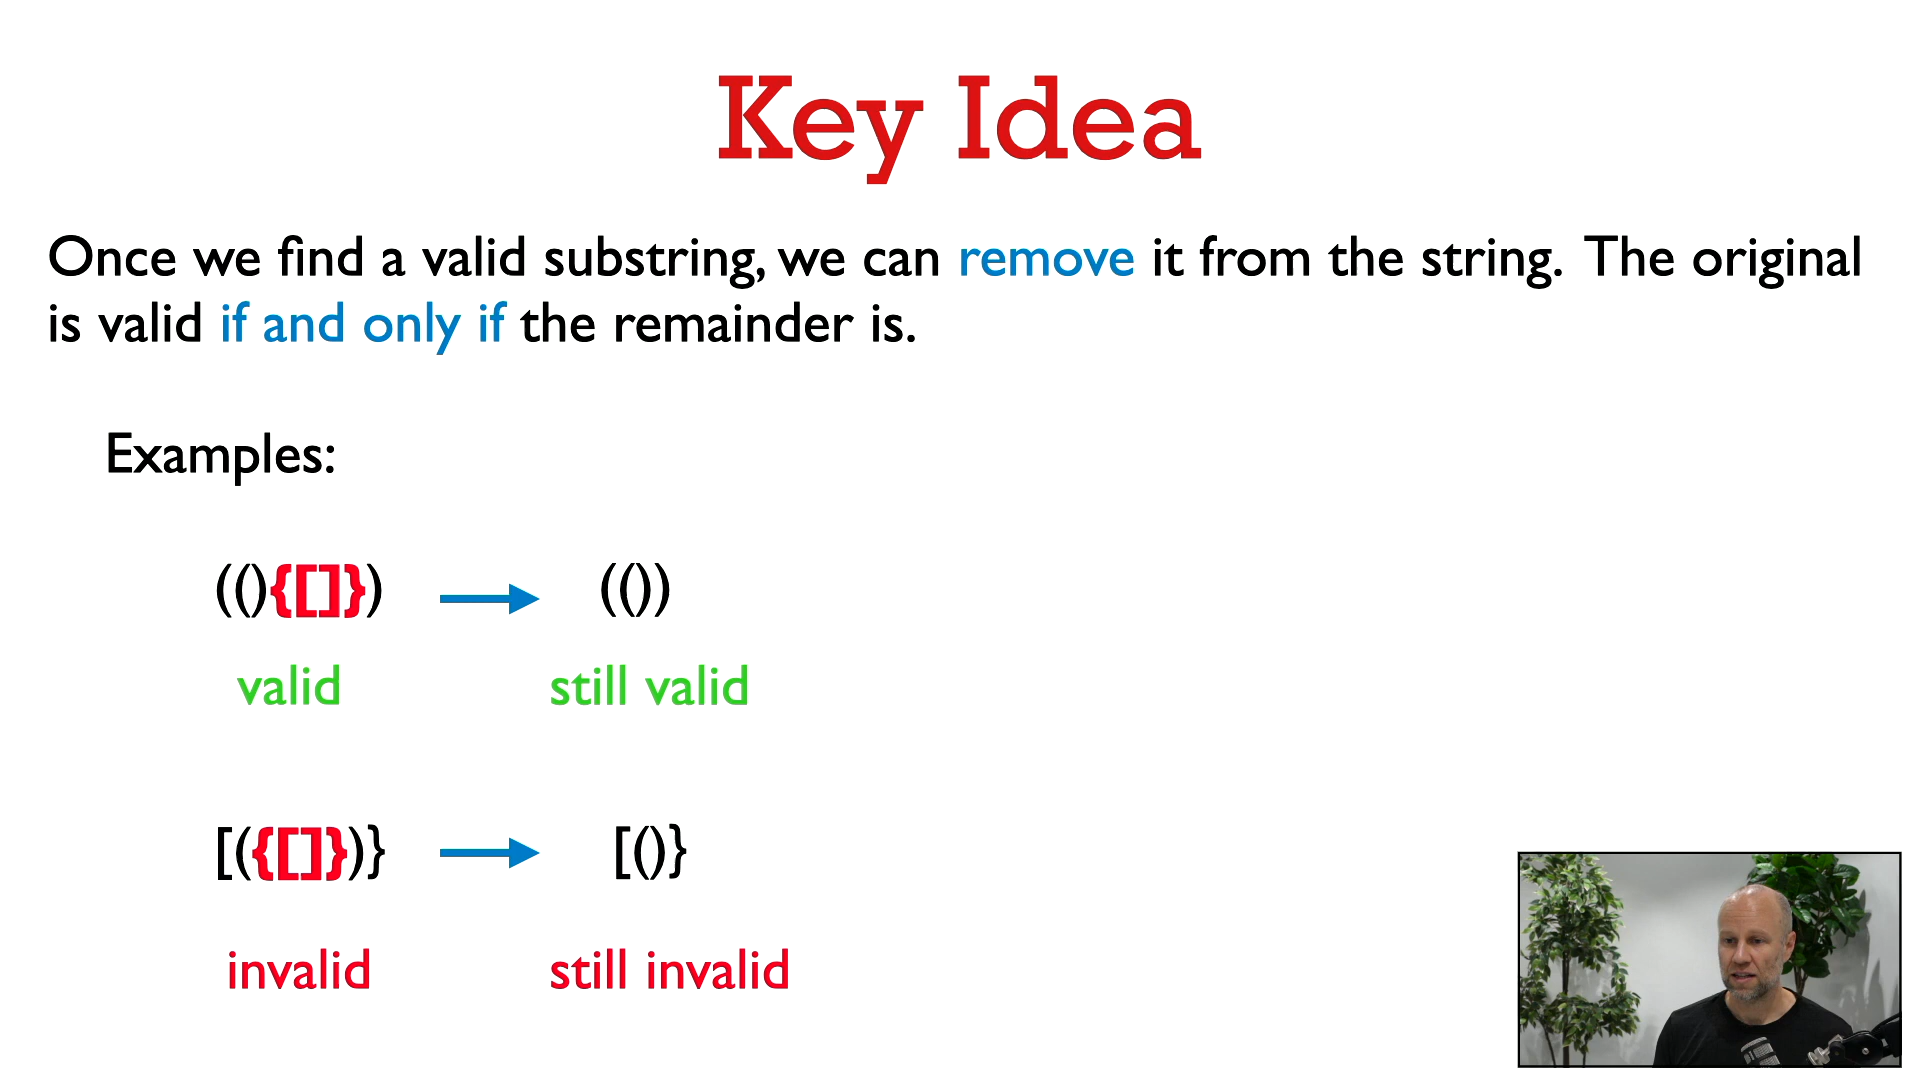 Key Idea
Once we find a valid substring, we can remove it from the string. The original
is valid if and only if the remainder is.
Examples:
((){[]}) (())
valid still valid
[({[]})} [()}
invalid still invalid